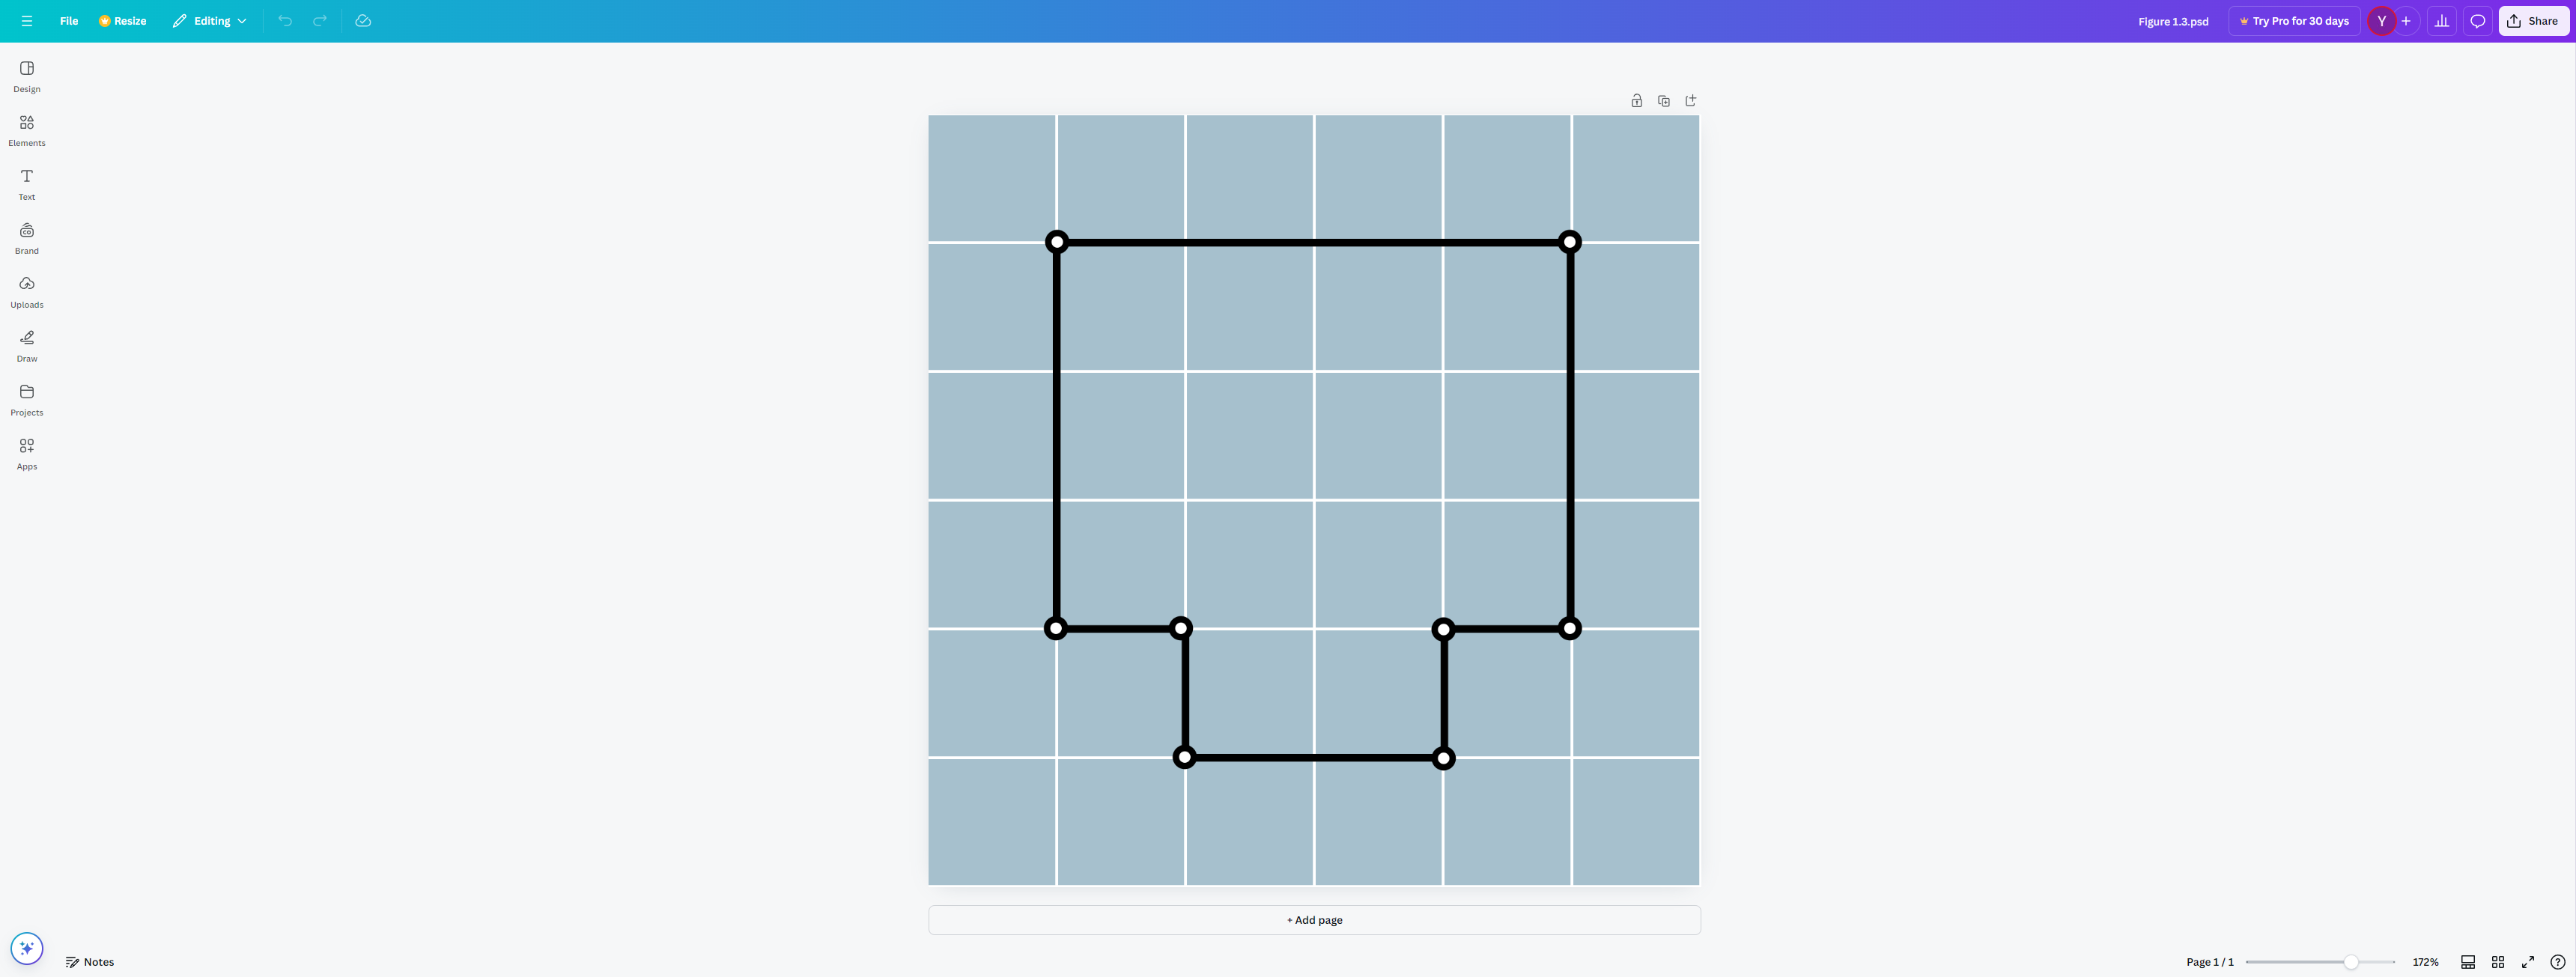 File Resize Editing Figure 1.3.psd Try Pro for 30 days Y + Share
Design
Elements
Text
CO
Brand
Uploads
Draw
Projects
Apps
+ Add page
Notes Page 1 / 1 172% ?